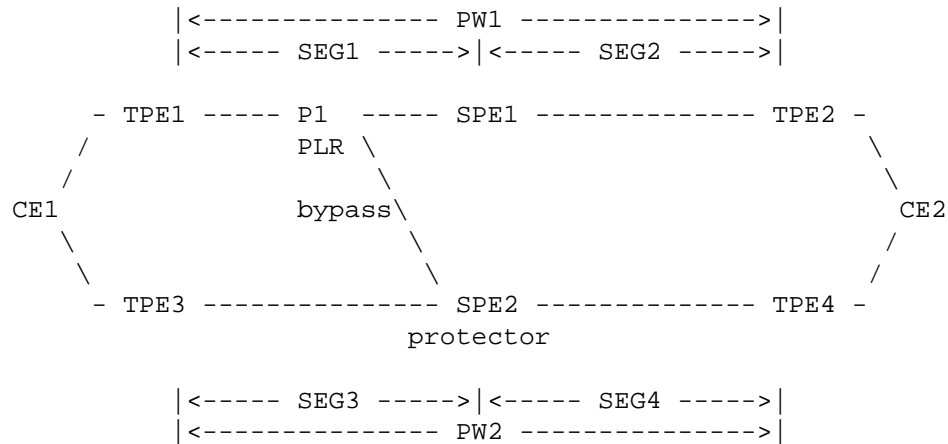 |<--------------- PW1 --------------->|
|<----- SEG1 ----->|<----- SEG2 ----->|
- TPE1 ----- P1 ----- SPE1 -------------- TPE2 -
PLR
CE1 bypass CE2
- TPE3 --------------- SPE2 -------------- TPE4 -
protector
|<----- SEG3 ----->|<----- SEG4 ----->|
|<--------------- PW2 --------------->|